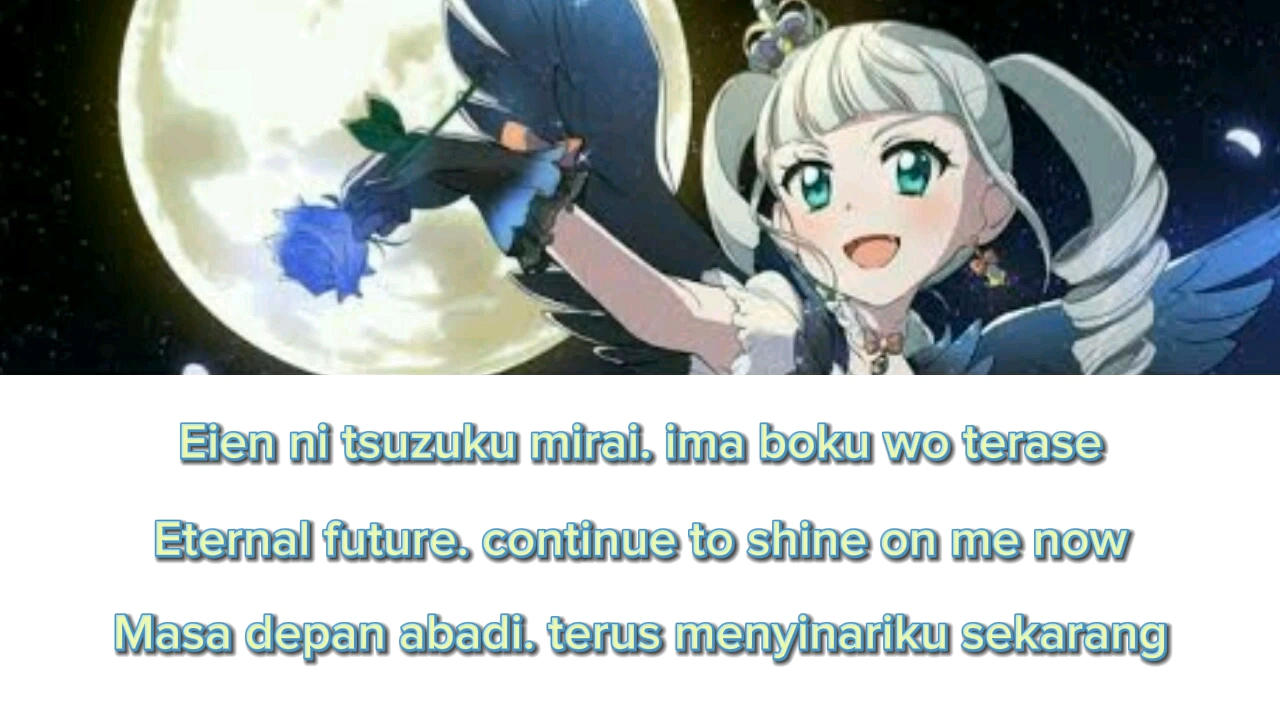 Eien ni tsuzuku mirai. ima boku wo terase
Eternal future. continue to shine on me now
Masa depan abadi. terus menyinariku sekarang